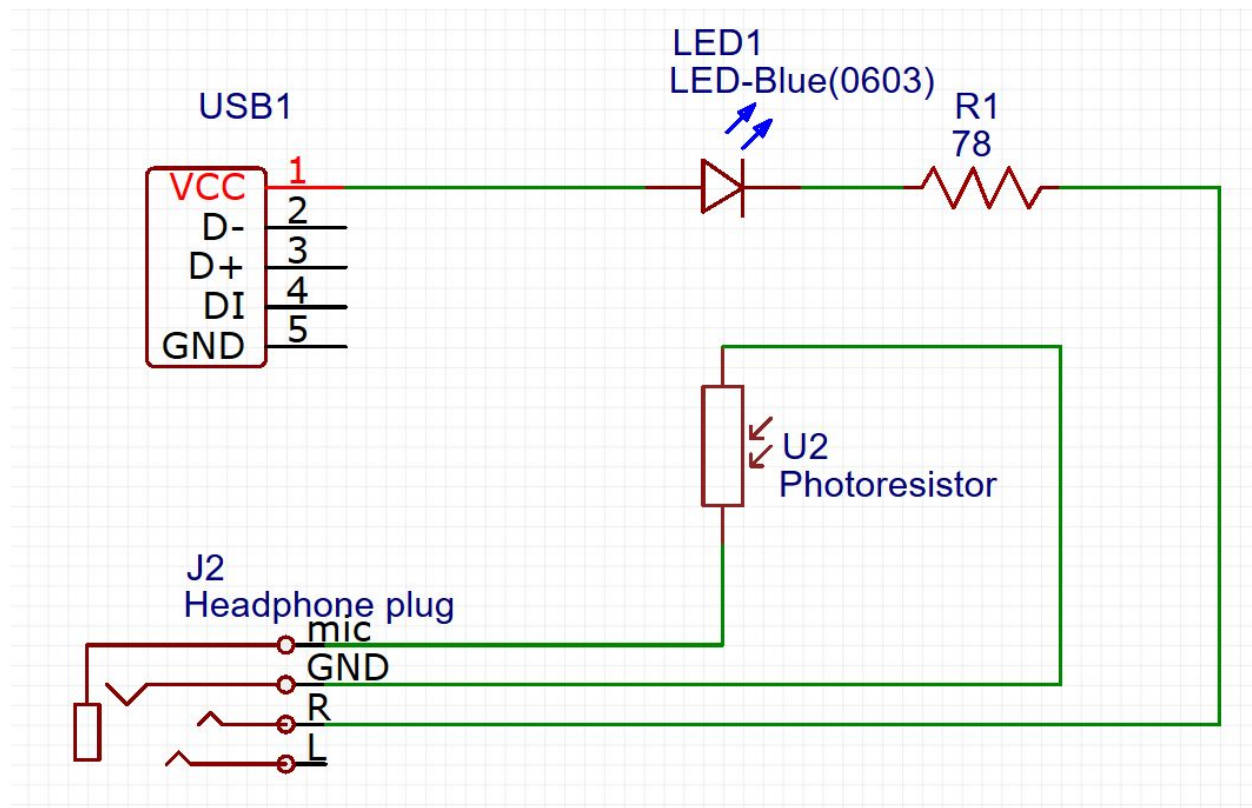 LED1
LED-Blue(0603)
USB1
R1
78
VCC 1
D- 2
D+ 3
DI 4
GND 5
U2
Photoresistor
J2
Headphone plug
mic
GND
R
L